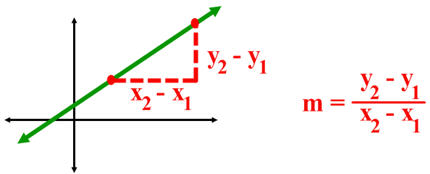 y₂ - y₁
x₂ - x₁
m = (y₂ - y₁) / (x₂ - x₁)